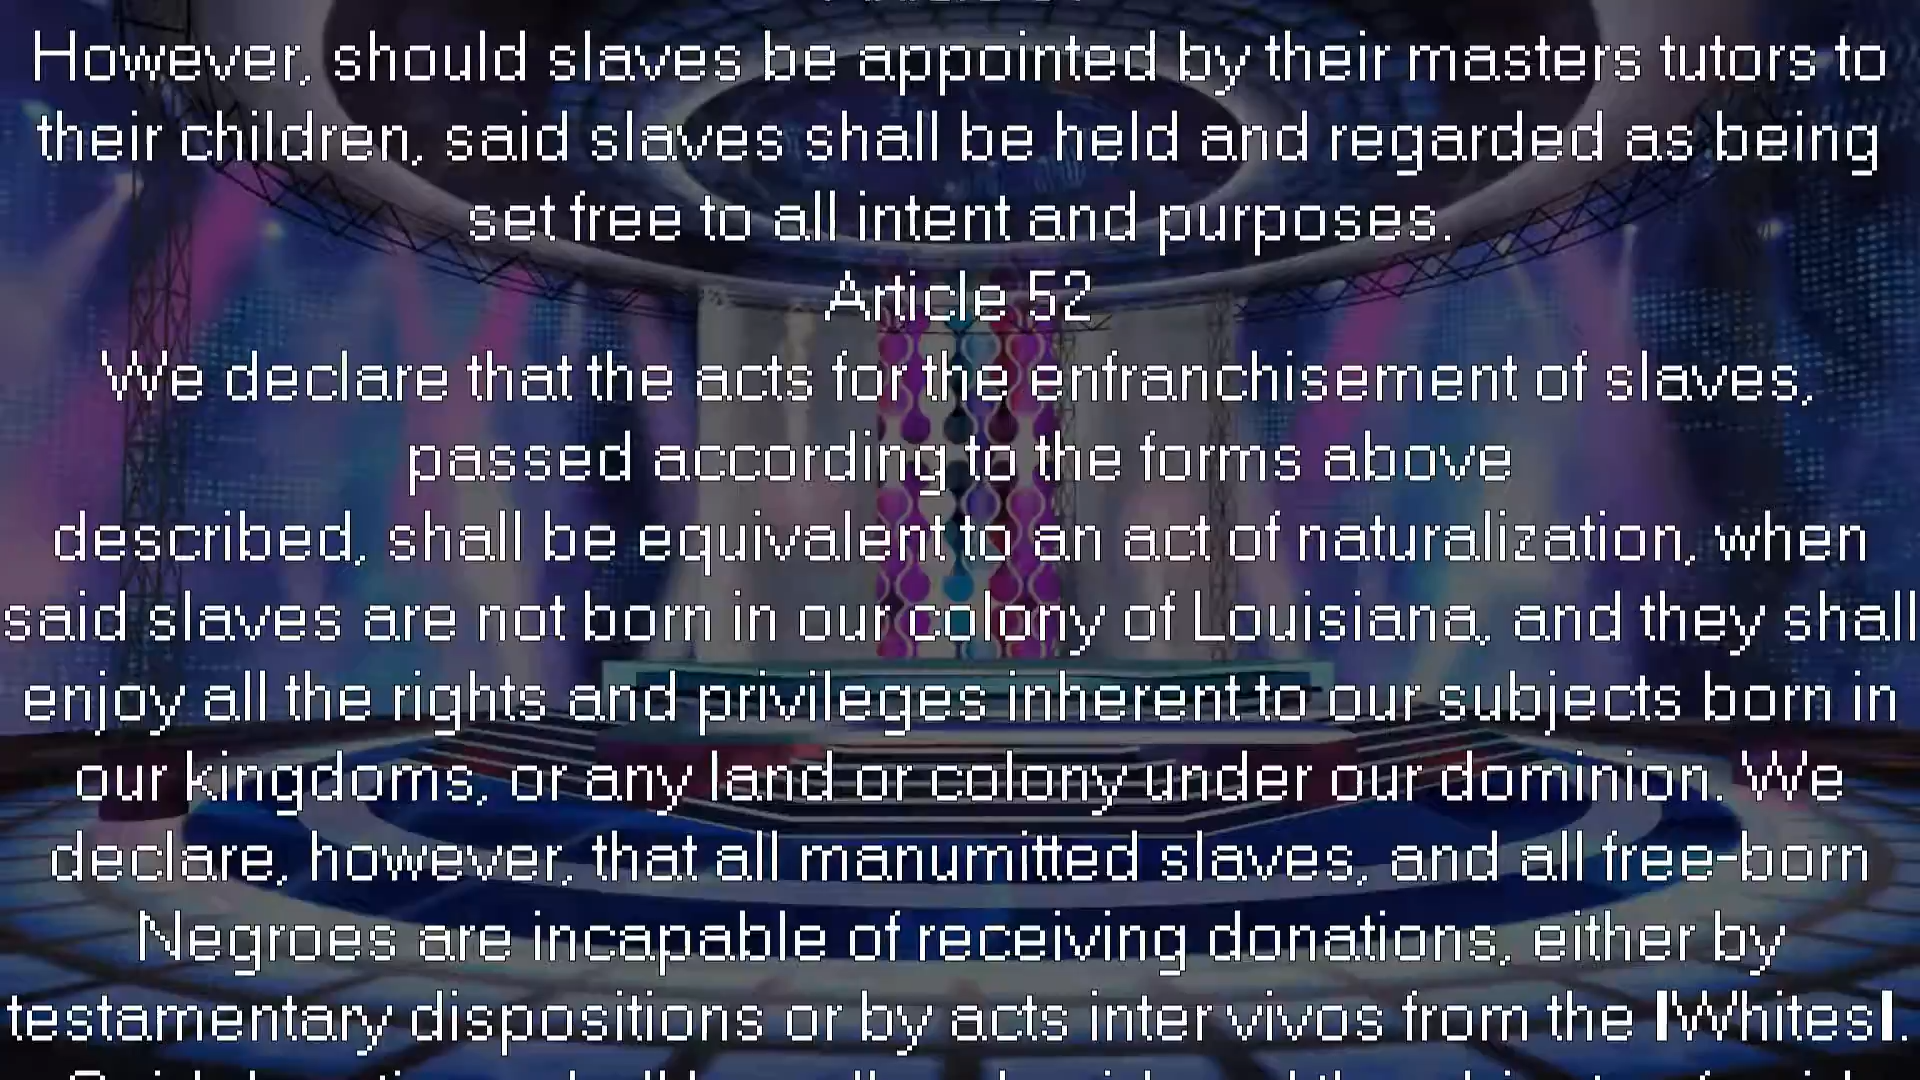 However, should slaves be appointed by their masters tutors to
their children, said slaves shall be held and regarded as being
set free to all intent and purposes.
Article 52
We declare that the acts for the enfranchisement of slaves,
passed according to the forms above
described, shall be equivalent to an act of naturalization, when
said slaves are not born in our colony of Louisiana, and they shall
enjoy all the rights and privileges inherent to our subjects born in
our kingdoms, or any land or colony under our dominion. We
declare, however, that all manumitted slaves, and all free-born
Negroes are incapable of receiving donations, either by
testamentary dispositions or by acts inter vivos from the |Whites|.